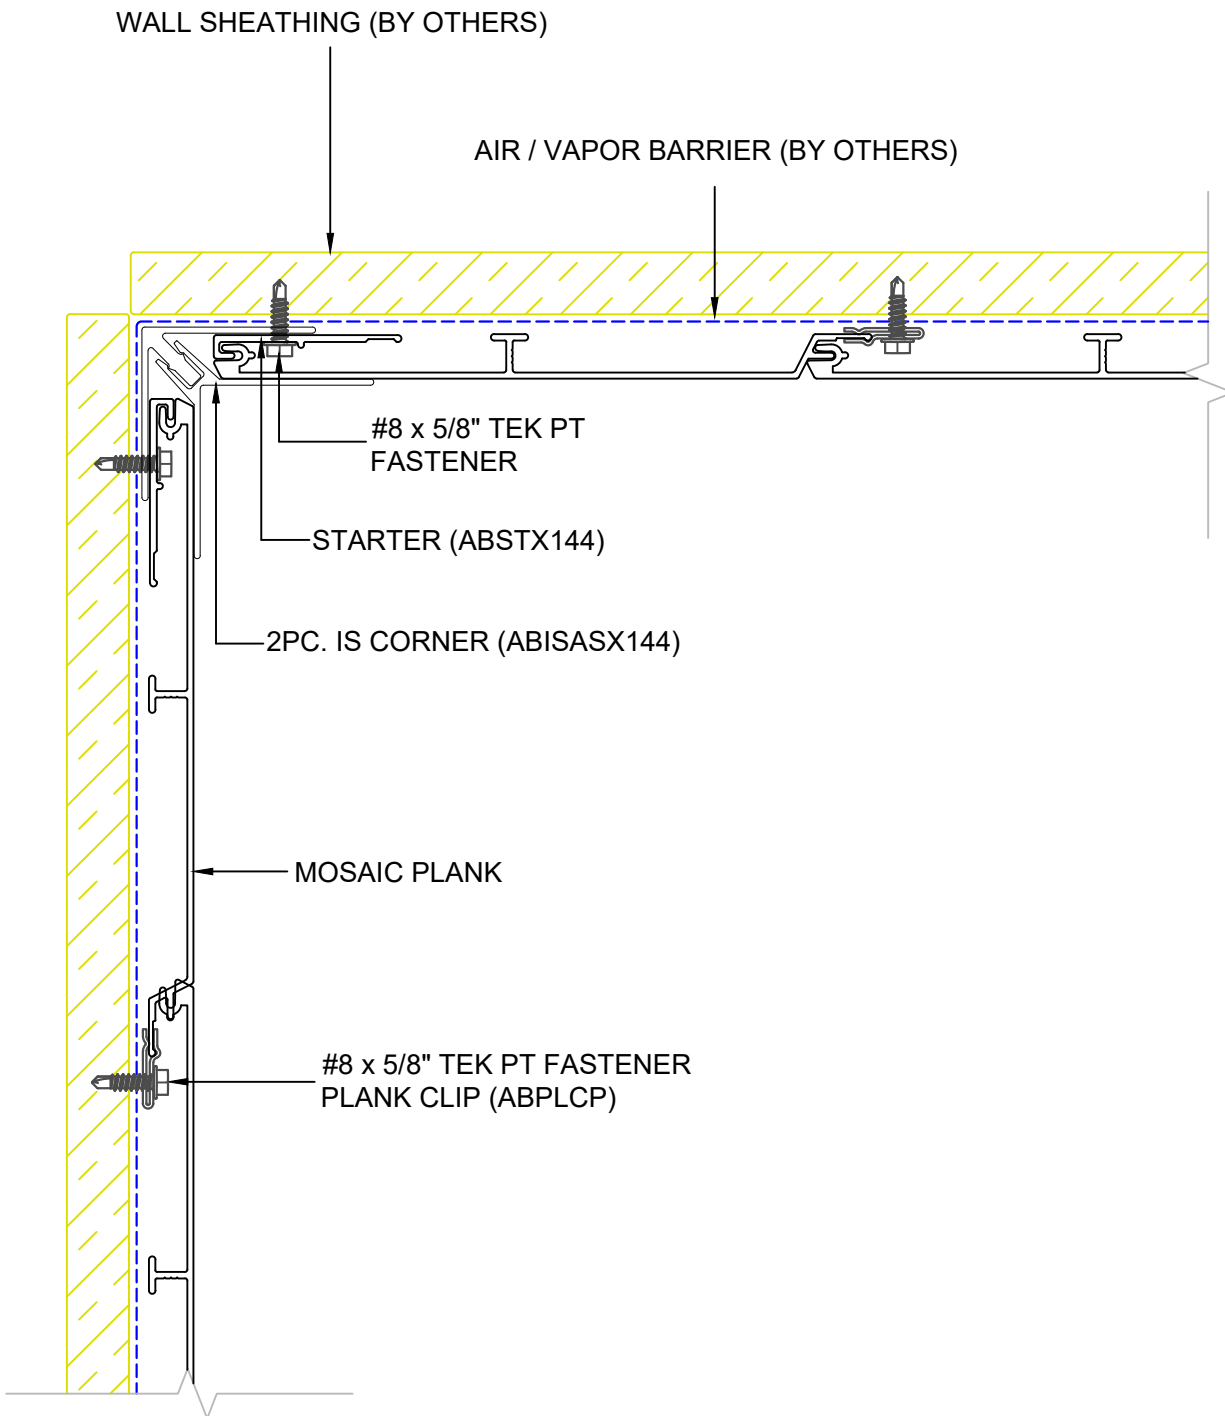 WALL SHEATHING (BY OTHERS)
AIR / VAPOR BARRIER (BY OTHERS)
#8 x 5/8" TEK PT
FASTENER
STARTER (ABSTX144)
2PC. IS CORNER (ABISASX144)
MOSAIC PLANK
#8 x 5/8" TEK PT FASTENER
PLANK CLIP (ABPLCP)